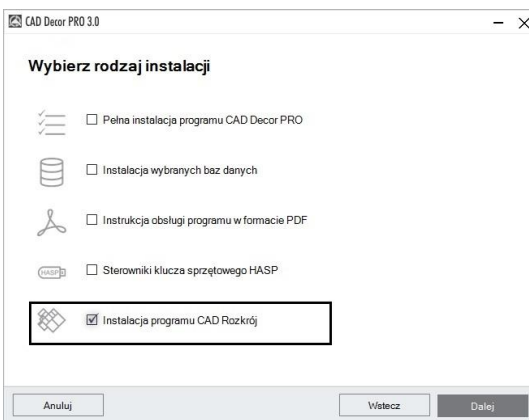 CAD Decor PRO 3.0
Wybierz rodzaj instalacji
Pełna instalacja programu CAD Decor PRO
Instalacja wybranych baz danych
Instrukcja obsługi programu w formacie PDF
HASP
Sterowniki klucza sprzętowego HASP
Instalacja programu CAD Rozkrój
Anuluj
Wstecz
Dalej